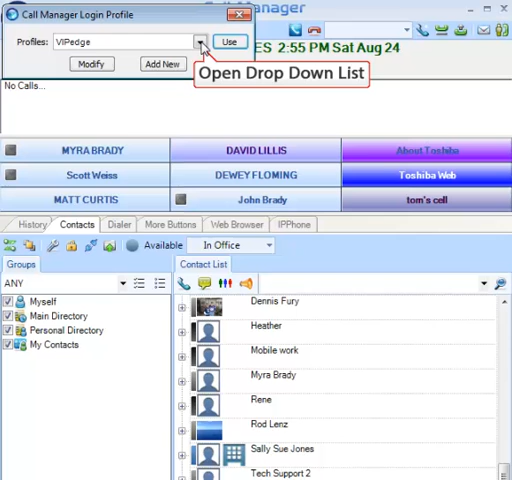 Call Manager Login Profile
Manager
Profiles: VIPedge Use
ES 2:55 PM Sat Aug 24
Modify Add New
Open Drop Down List
No Calls...
MYRA BRADY DAVID LILLIS About Toshiba
Scott Weiss DEWEY FLOMING Toshiba Web
MATT CURTIS John Brady tom's cell
History Contacts Dialer More Buttons Web Browser IPPhone
Available In Office
Groups Contact List
ANY
Myself
Main Directory
Personal Directory
My Contacts
Dennis Fury
Heather
Mobile work
Myra Brady
Rene
Rod Lenz
Sally Sue Jones
Tech Support 2